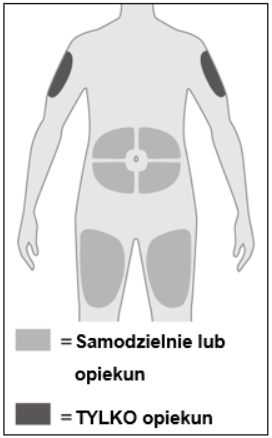 = Samodzielnie lub
opiekun
= TYLKO opiekun